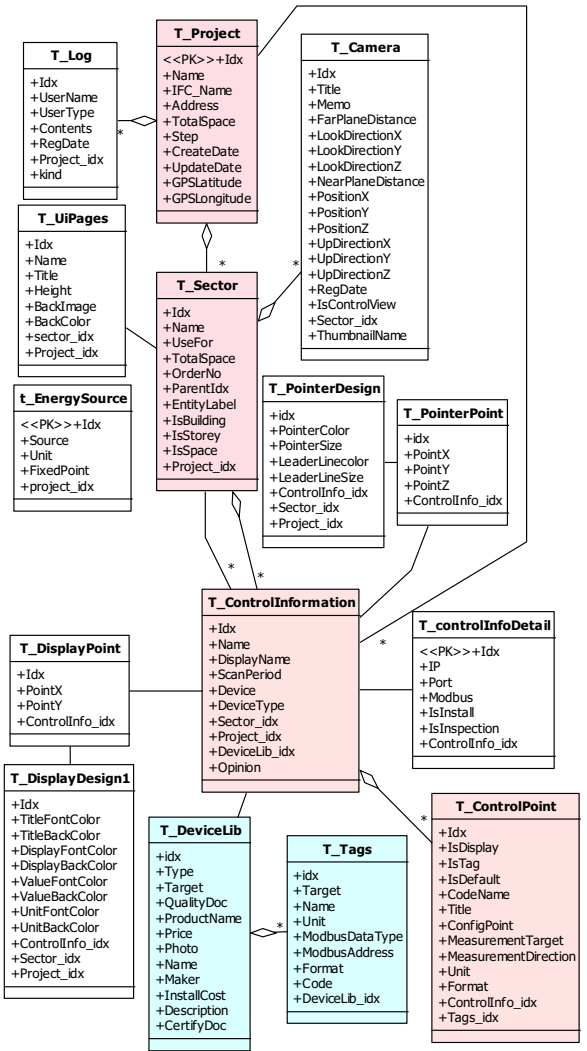 T_Project
<<PK>>+Idx
+Name
+IFC_Name
+Address
+TotalSpace
+Step
+CreateDate
+UpdateDate
+GPSLatitude
+GPSLongitude
T_Log
+Idx
+UserName
+UserType
+Contents
+RegDate
+Project_idx
+kind
*
T_Camera
+Idx
+Title
+Memo
+FarPlaneDistance
+LookDirectionX
+LookDirectionY
+LookDirectionZ
+NearPlaneDistance
+PositionX
+PositionY
+PositionZ
+UpDirectionX
+UpDirectionY
+UpDirectionZ
+RegDate
+IsControlView
+Sector_idx
+ThumbnailName
T_UiPages
+Idx
+Name
+Title
+Height
+BackImage
+BackColor
+sector_idx
+Project_idx
*
*
T_Sector
+Idx
+Name
+UseFor
+TotalSpace
+OrderNo
+ParentIdx
+EntityLabel
+IsBuilding
+IsStorey
+IsSpace
+Project_idx
t_EnergySource
<<PK>>+Idx
+Source
+Unit
+FixedPoint
+project_idx
T_PointerDesign
+idx
+PointerColor
+PointerSize
+LeaderLinecolor
+LeaderLineSize
+ControlInfo_idx
+Sector_idx
+Project_idx
T_PointerPoint
+idx
+PointX
+PointY
+PointZ
+ControlInfo_idx
*
*
T_ControlInformation
+Idx
+Name
+DisplayName
+ScanPeriod
+Device
+DeviceType
+Sector_idx
+Project_idx
+DeviceLib_idx
+Opinion
*
T_controlInfoDetail
<<PK>>+Idx
+IP
+Port
+Modbus
+IsInstall
+IsInspection
+ControlInfo_idx
T_DisplayPoint
+Idx
+PointX
+PointY
+ControlInfo_idx
T_DisplayDesign1
+Idx
+TitleFontColor
+TitleBackColor
+DisplayFontColor
+DisplayBackColor
+ValueFontColor
+ValueBackColor
+UnitFontColor
+UnitBackColor
+ControlInfo_idx
+Sector_idx
+Project_idx
T_DeviceLib
+idx
+Type
+Target
+QualityDoc
+ProductName
+Price
+Photo
+Name
+Maker
+InstallCost
+Description
+CertifyDoc
*
T_Tags
+idx
+Target
+Name
+Unit
+ModbusDataType
+ModbusAddress
+Format
+Code
+DeviceLib_idx
*
T_ControlPoint
+Idx
+IsDisplay
+IsTag
+IsDefault
+CodeName
+Title
+ConfigPoint
+MeasurementTarget
+MeasurementDirection
+Unit
+Format
+ControlInfo_idx
+Tags_idx